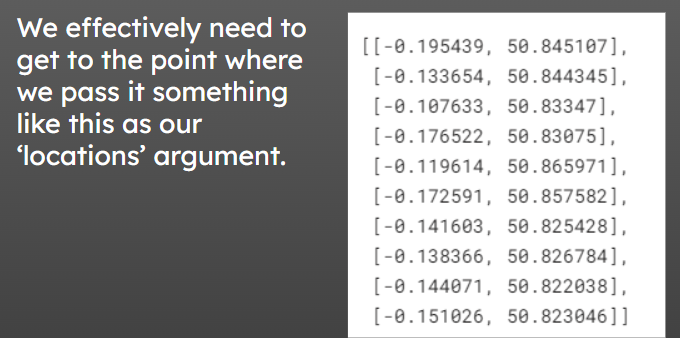 We effectively need to
get to the point where
we pass it something
like this as our
‘locations’ argument.
[[-0.195439, 50.845107],
[-0.133654, 50.844345],
[-0.107633, 50.83347],
[-0.176522, 50.83075],
[-0.119614, 50.865971],
[-0.172591, 50.857582],
[-0.141603, 50.825428],
[-0.138366, 50.826784],
[-0.144071, 50.822038],
[-0.151026, 50.823046]]